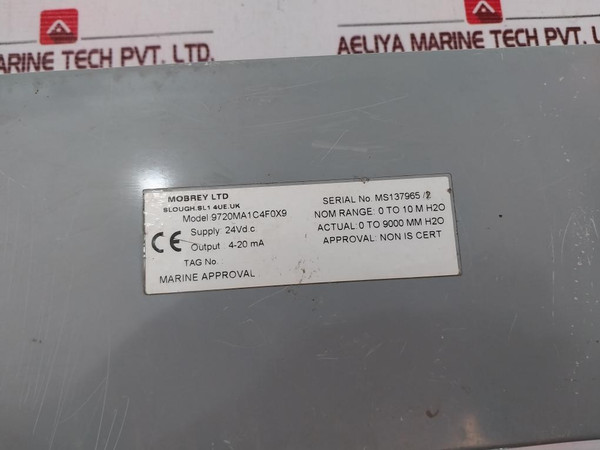 ARINE TECH PVT. LTD.
AELIYA MARINE TECH PVT. L
MOBREY LTD
SLOUGH.SL1 4UE.UK
Model 9720MA1C4F0X9
Supply 24Vd.c
Output 4-20 mA
TAG No.
MARINE APPROVAL
CE
SERIAL No. MS137965 /2
NOM RANGE: 0 TO 10 M H2O
ACTUAL: 0 TO 9000 MM H2O
APPROVAL: NON IS CERT